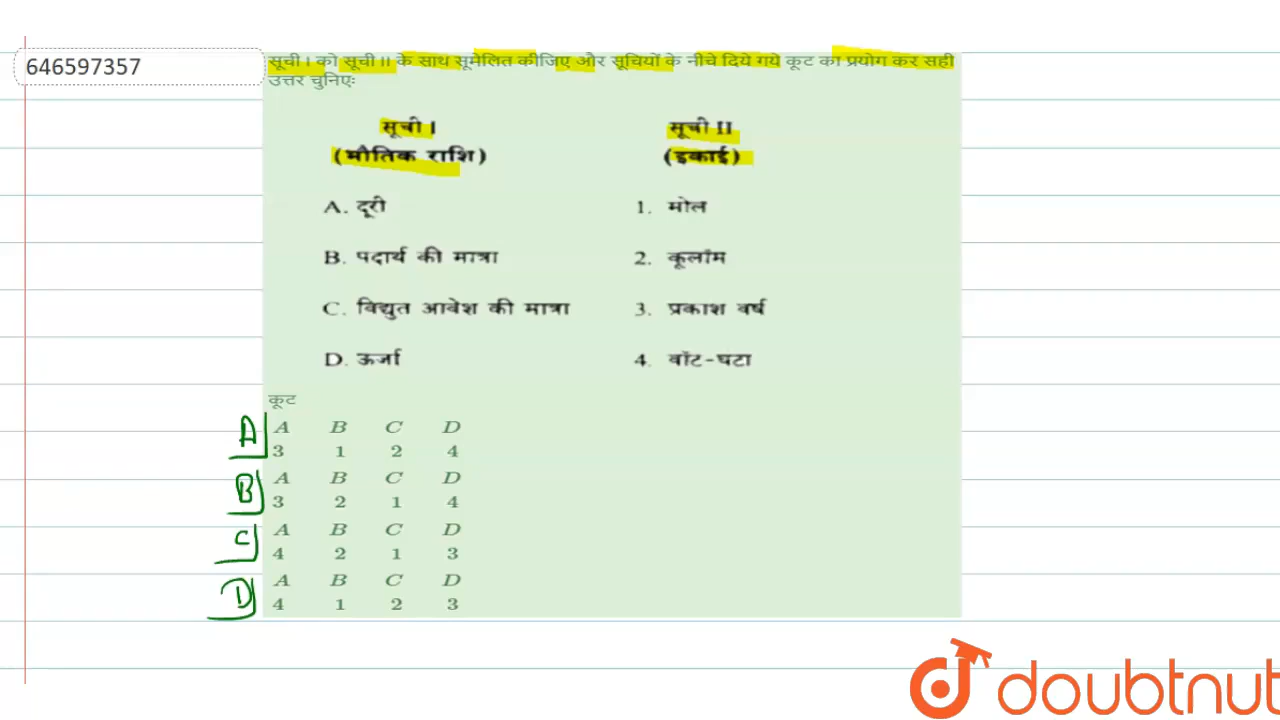 646597357
सूची I को सूची II के साथ सूमेलित कीजिए और सूचियों के नीचे दिये गये कूट का प्रयोग कर सही
उत्तर चुनिएः
सूची I सूची II
(भौतिक राशि) (इकाई)
A. दूरी 1. मोल
B. पदार्थ की मात्रा 2. कूलॉम
C. विद्युत आवेश की मात्रा 3. प्रकाश वर्ष
D. ऊर्जा 4. वॉट-घंटा
कूट
A A B C D
3 1 2 4
B A B C D
3 2 1 4
C A B C D
4 2 1 3
D A B C D
4 1 2 3
doubtnut